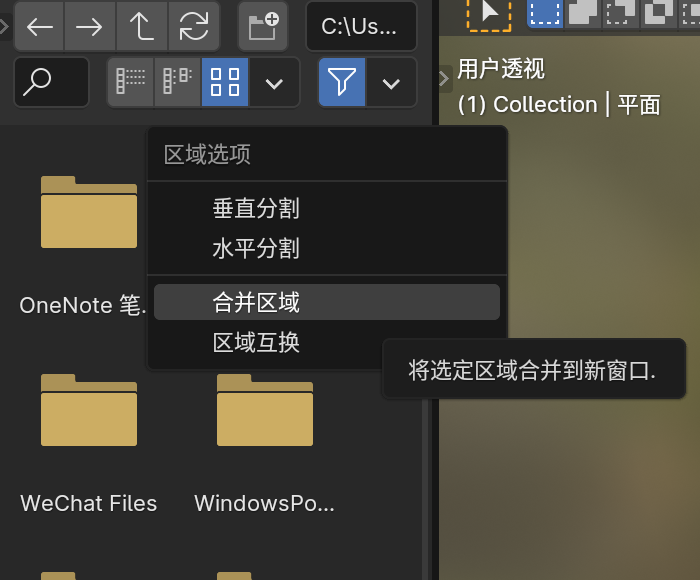 C:\Us...
用户透视
(1) Collection | 平面
区域选项
垂直分割
水平分割
合并区域
区域互换
将选定区域合并到新窗口.
OneNote 笔.
WeChat Files
WindowsPo...